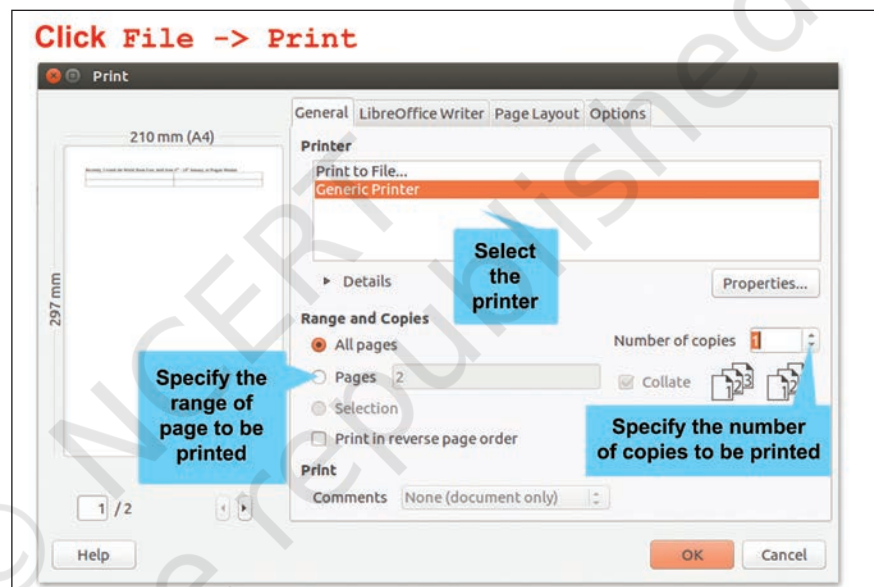 Click File -> Print
Print
General LibreOffice Writer Page Layout Options
210 mm (A4)
297 mm
Printer
Print to File...
Generic Printer
Select
the
printer
Details
Properties...
Range and Copies
All pages
Number of copies 1
Specify the
range of
page to be
printed
Pages 2
Collate
Selection
Print in reverse page order
Specify the number
of copies to be printed
Print
Comments None (document only)
1 / 2
Help
OK Cancel
© NCERT
republished